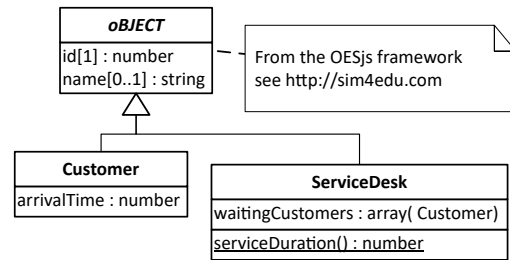 oBJECT
id[1] : number
name[0..1] : string
From the OESjs framework
see http://sim4edu.com
Customer
arrivalTime : number
ServiceDesk
waitingCustomers : array( Customer)
serviceDuration() : number